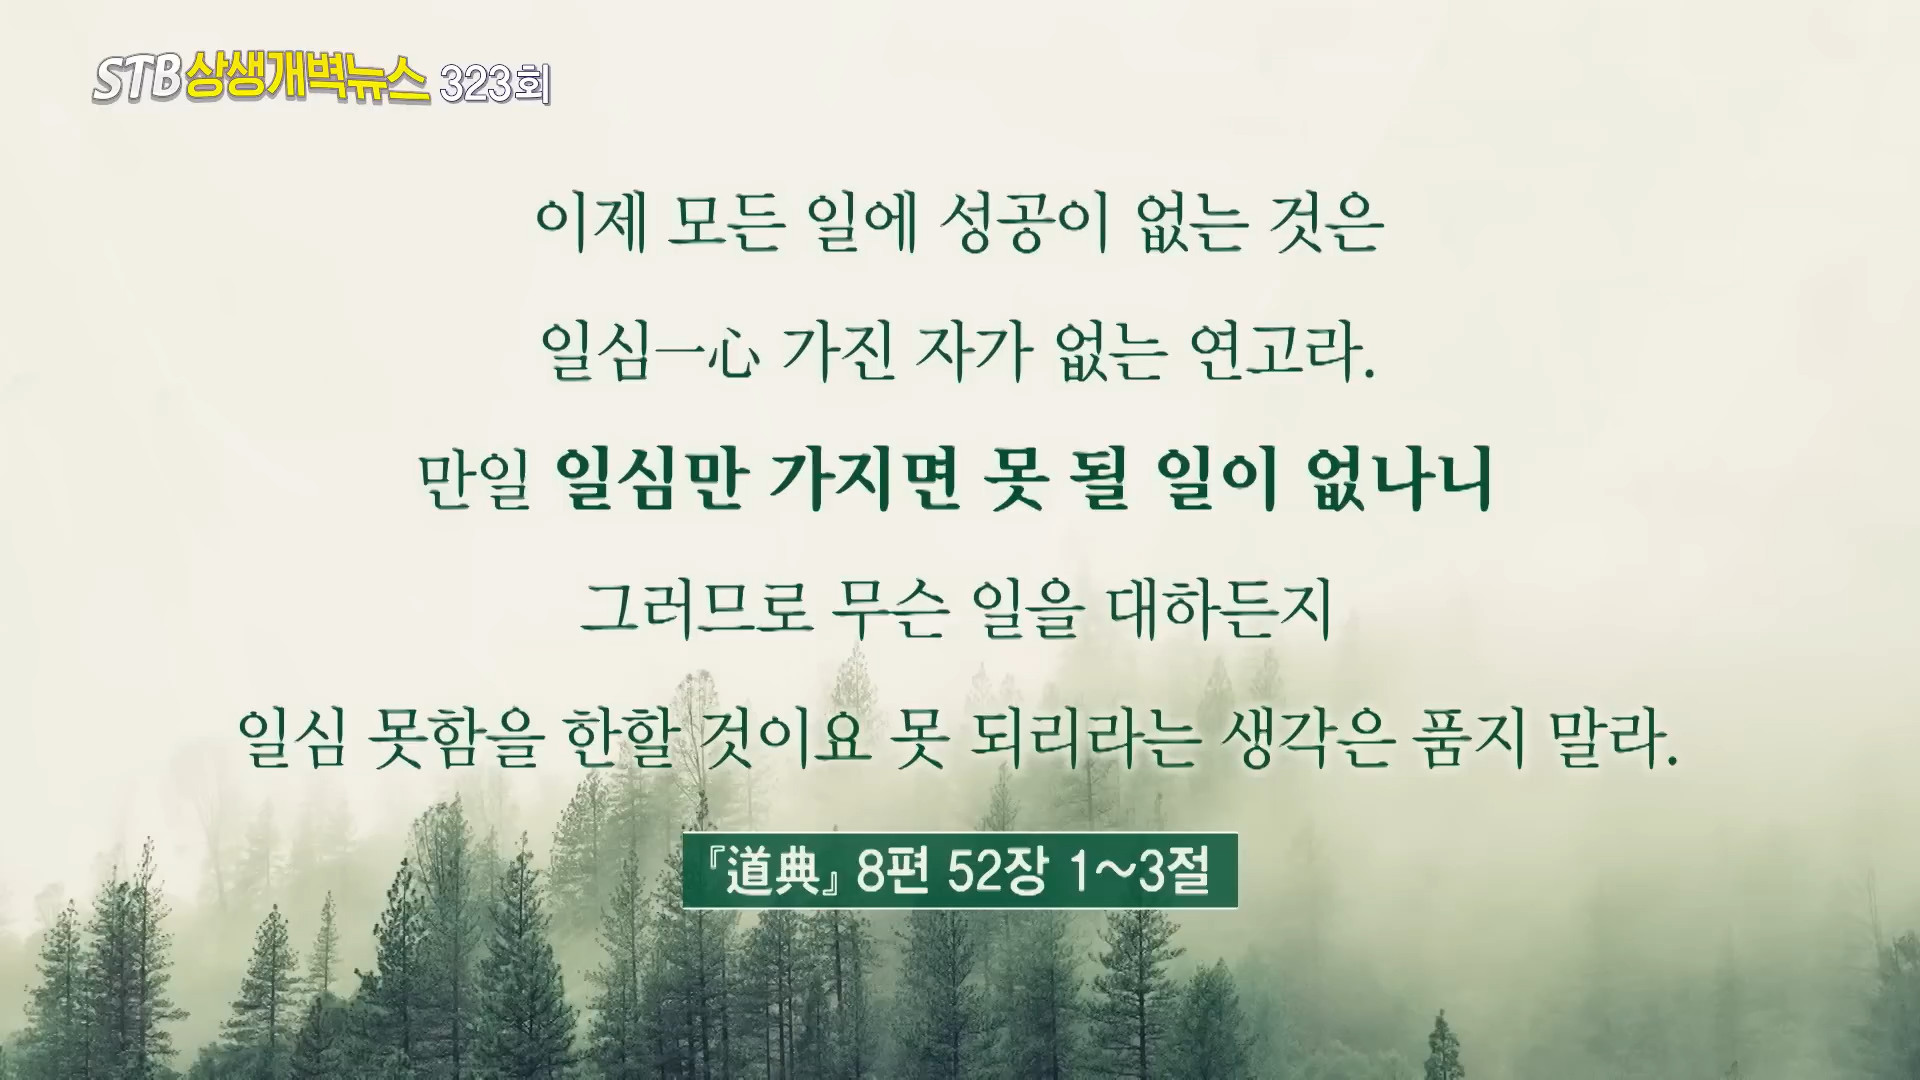 STB상생개벽뉴스 323회
이제 모든 일에 성공이 없는 것은
일심一心 가진 자가 없는 연고라.
만일 일심만 가지면 못 될 일이 없나니
그러므로 무슨 일을 대하든지
일심 못함을 한할 것이요 못 되리라는 생각은 품지 말라.
『道典』 8편 52장 1~3절